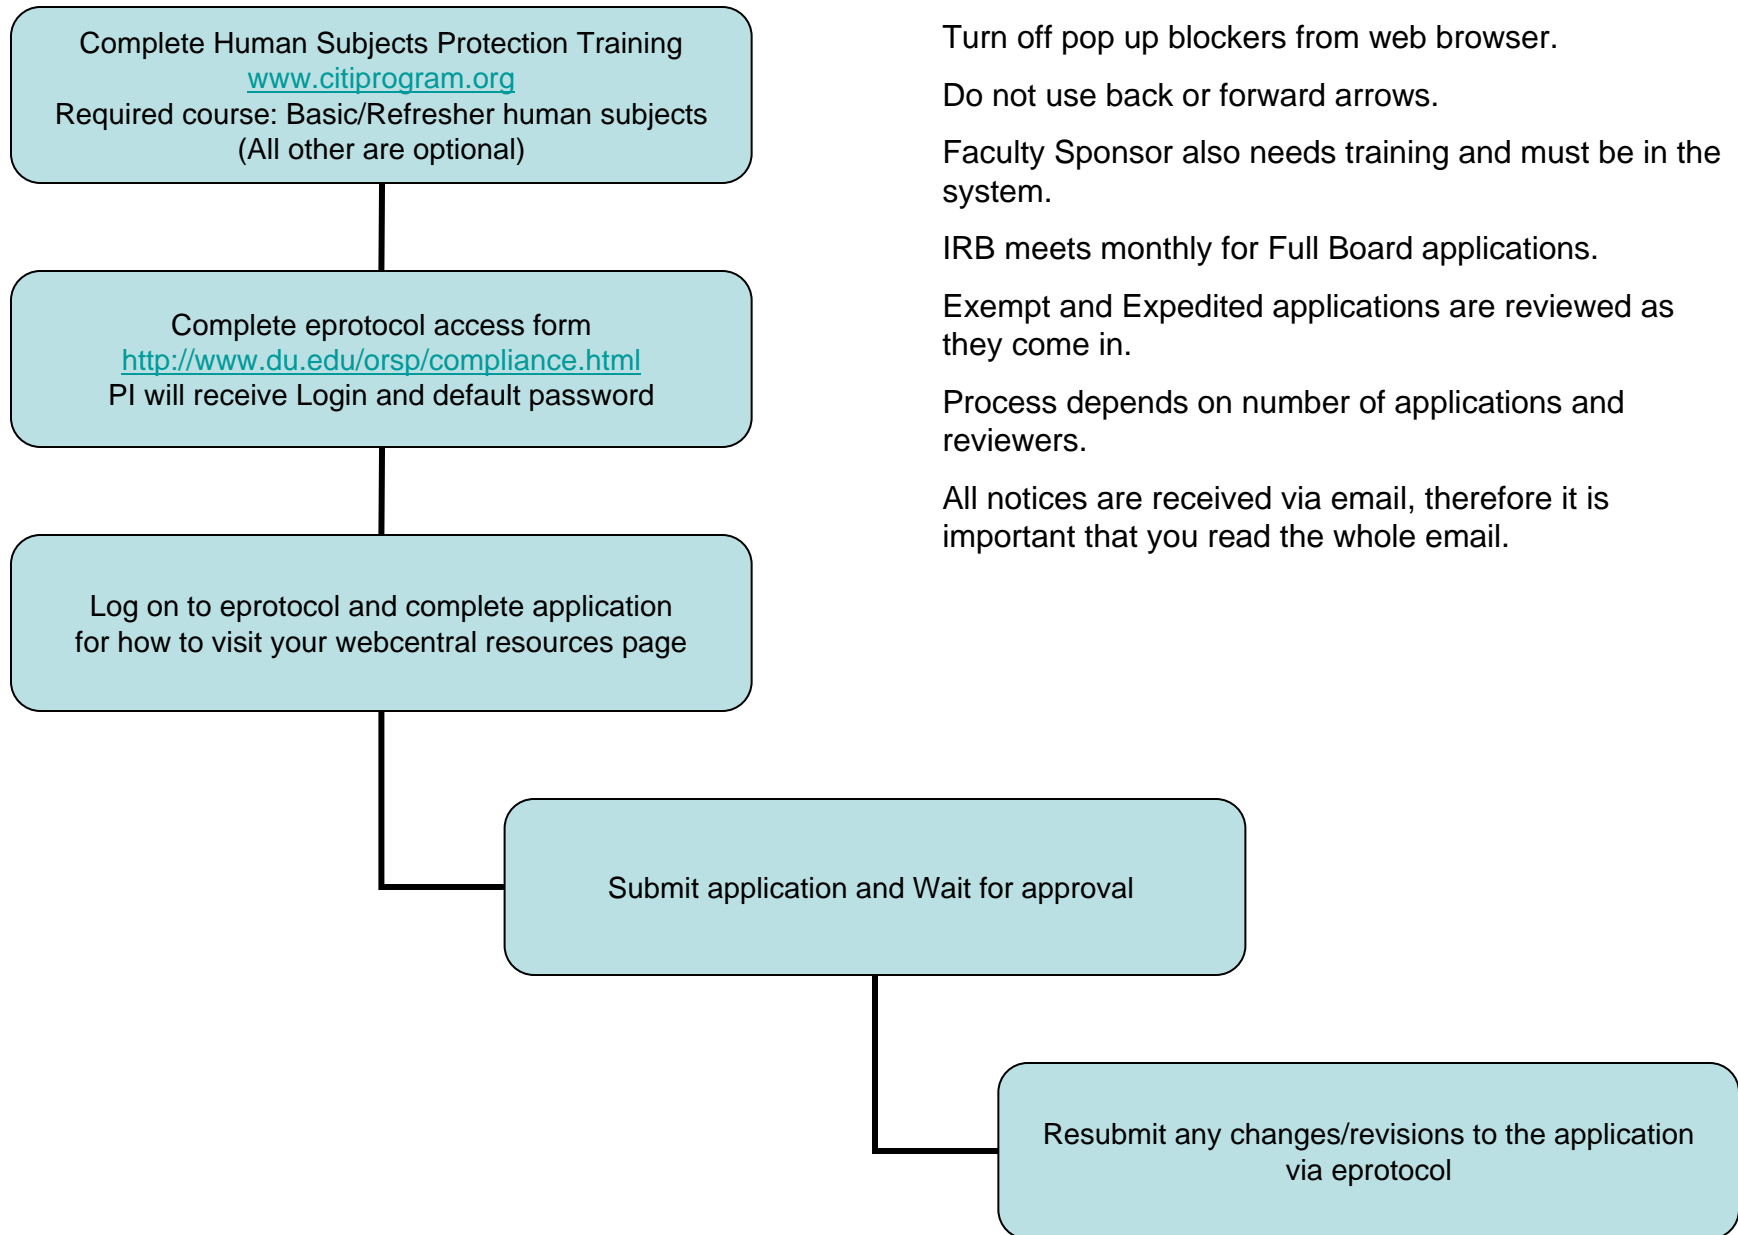 Complete Human Subjects Protection Training
www.citiprogram.org
Required course: Basic/Refresher human subjects
(All other are optional)
Complete eprotocol access form
http://www.du.edu/orsp/compliance.html
PI will receive Login and default password
Log on to eprotocol and complete application
for how to visit your webcentral resources page
Submit application and Wait for approval
Resubmit any changes/revisions to the application
via eprotocol
Turn off pop up blockers from web browser.
Do not use back or forward arrows.
Faculty Sponsor also needs training and must be in the
system.
IRB meets monthly for Full Board applications.
Exempt and Expedited applications are reviewed as
they come in.
Process depends on number of applications and
reviewers.
All notices are received via email, therefore it is
important that you read the whole email.